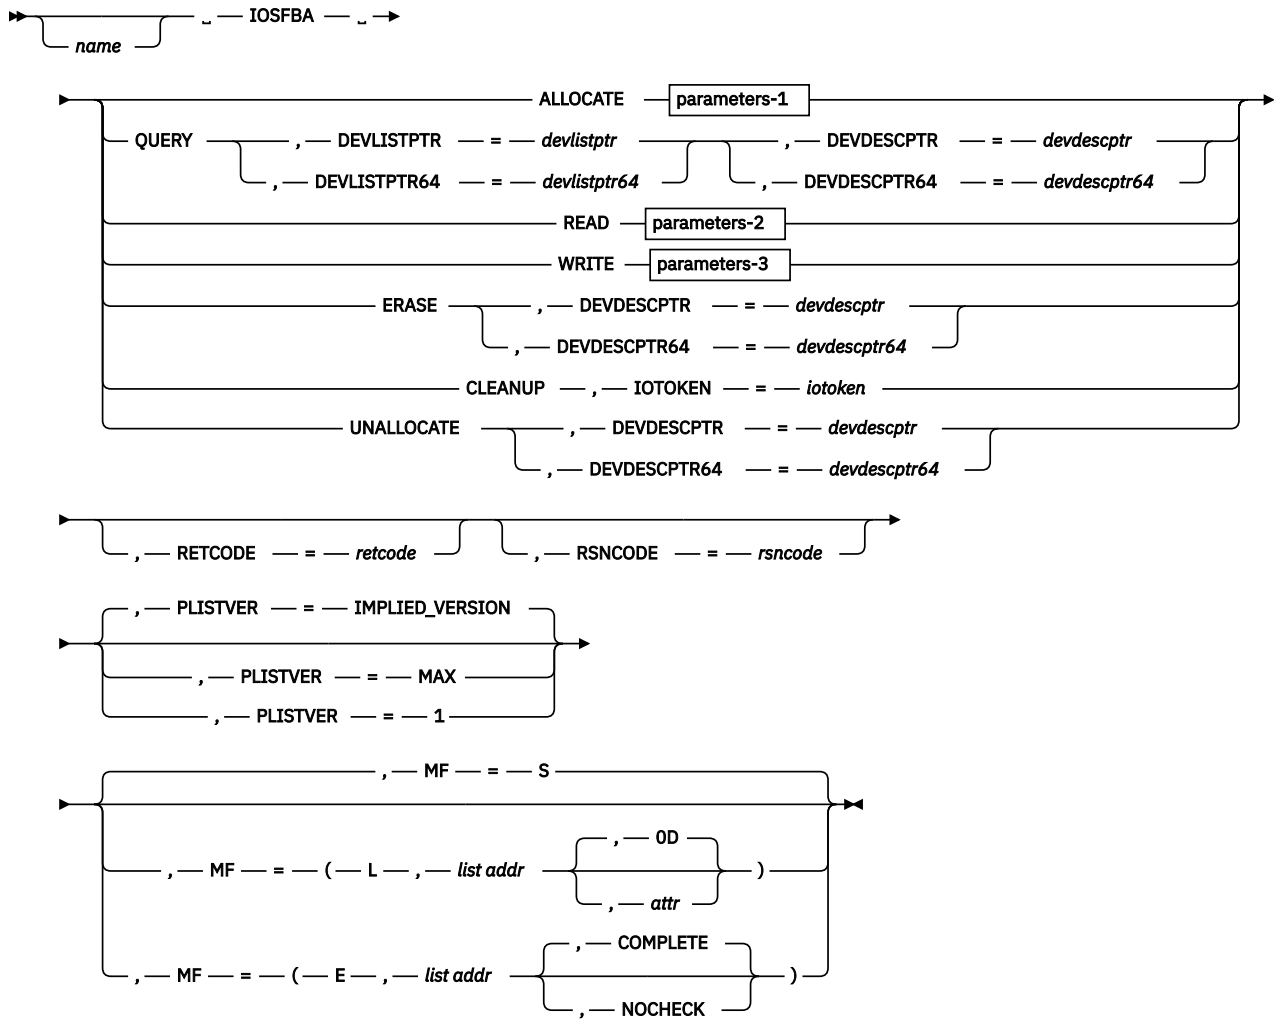 ␣ IOSFBA ␣
name
ALLOCATE parameters-1
QUERY , DEVLISTPTR = devlistptr , DEVDESCPTR = devdescptr
, DEVLISTPTR64 = devlistptr64 , DEVDESCPTR64 = devdescptr64
READ parameters-2
WRITE parameters-3
ERASE , DEVDESCPTR = devdescptr
, DEVDESCPTR64 = devdescptr64
CLEANUP , IOTOKEN = iotoken
UNALLOCATE , DEVDESCPTR = devdescptr
, DEVDESCPTR64 = devdescptr64
, RETCODE = retcode , RSNCODE = rsncode
, PLISTVER = IMPLIED_VERSION
, PLISTVER = MAX
, PLISTVER = 1
, MF = S
, 0D
, MF = ( L , list addr )
, attr
, COMPLETE
, MF = ( E , list addr )
, NOCHECK